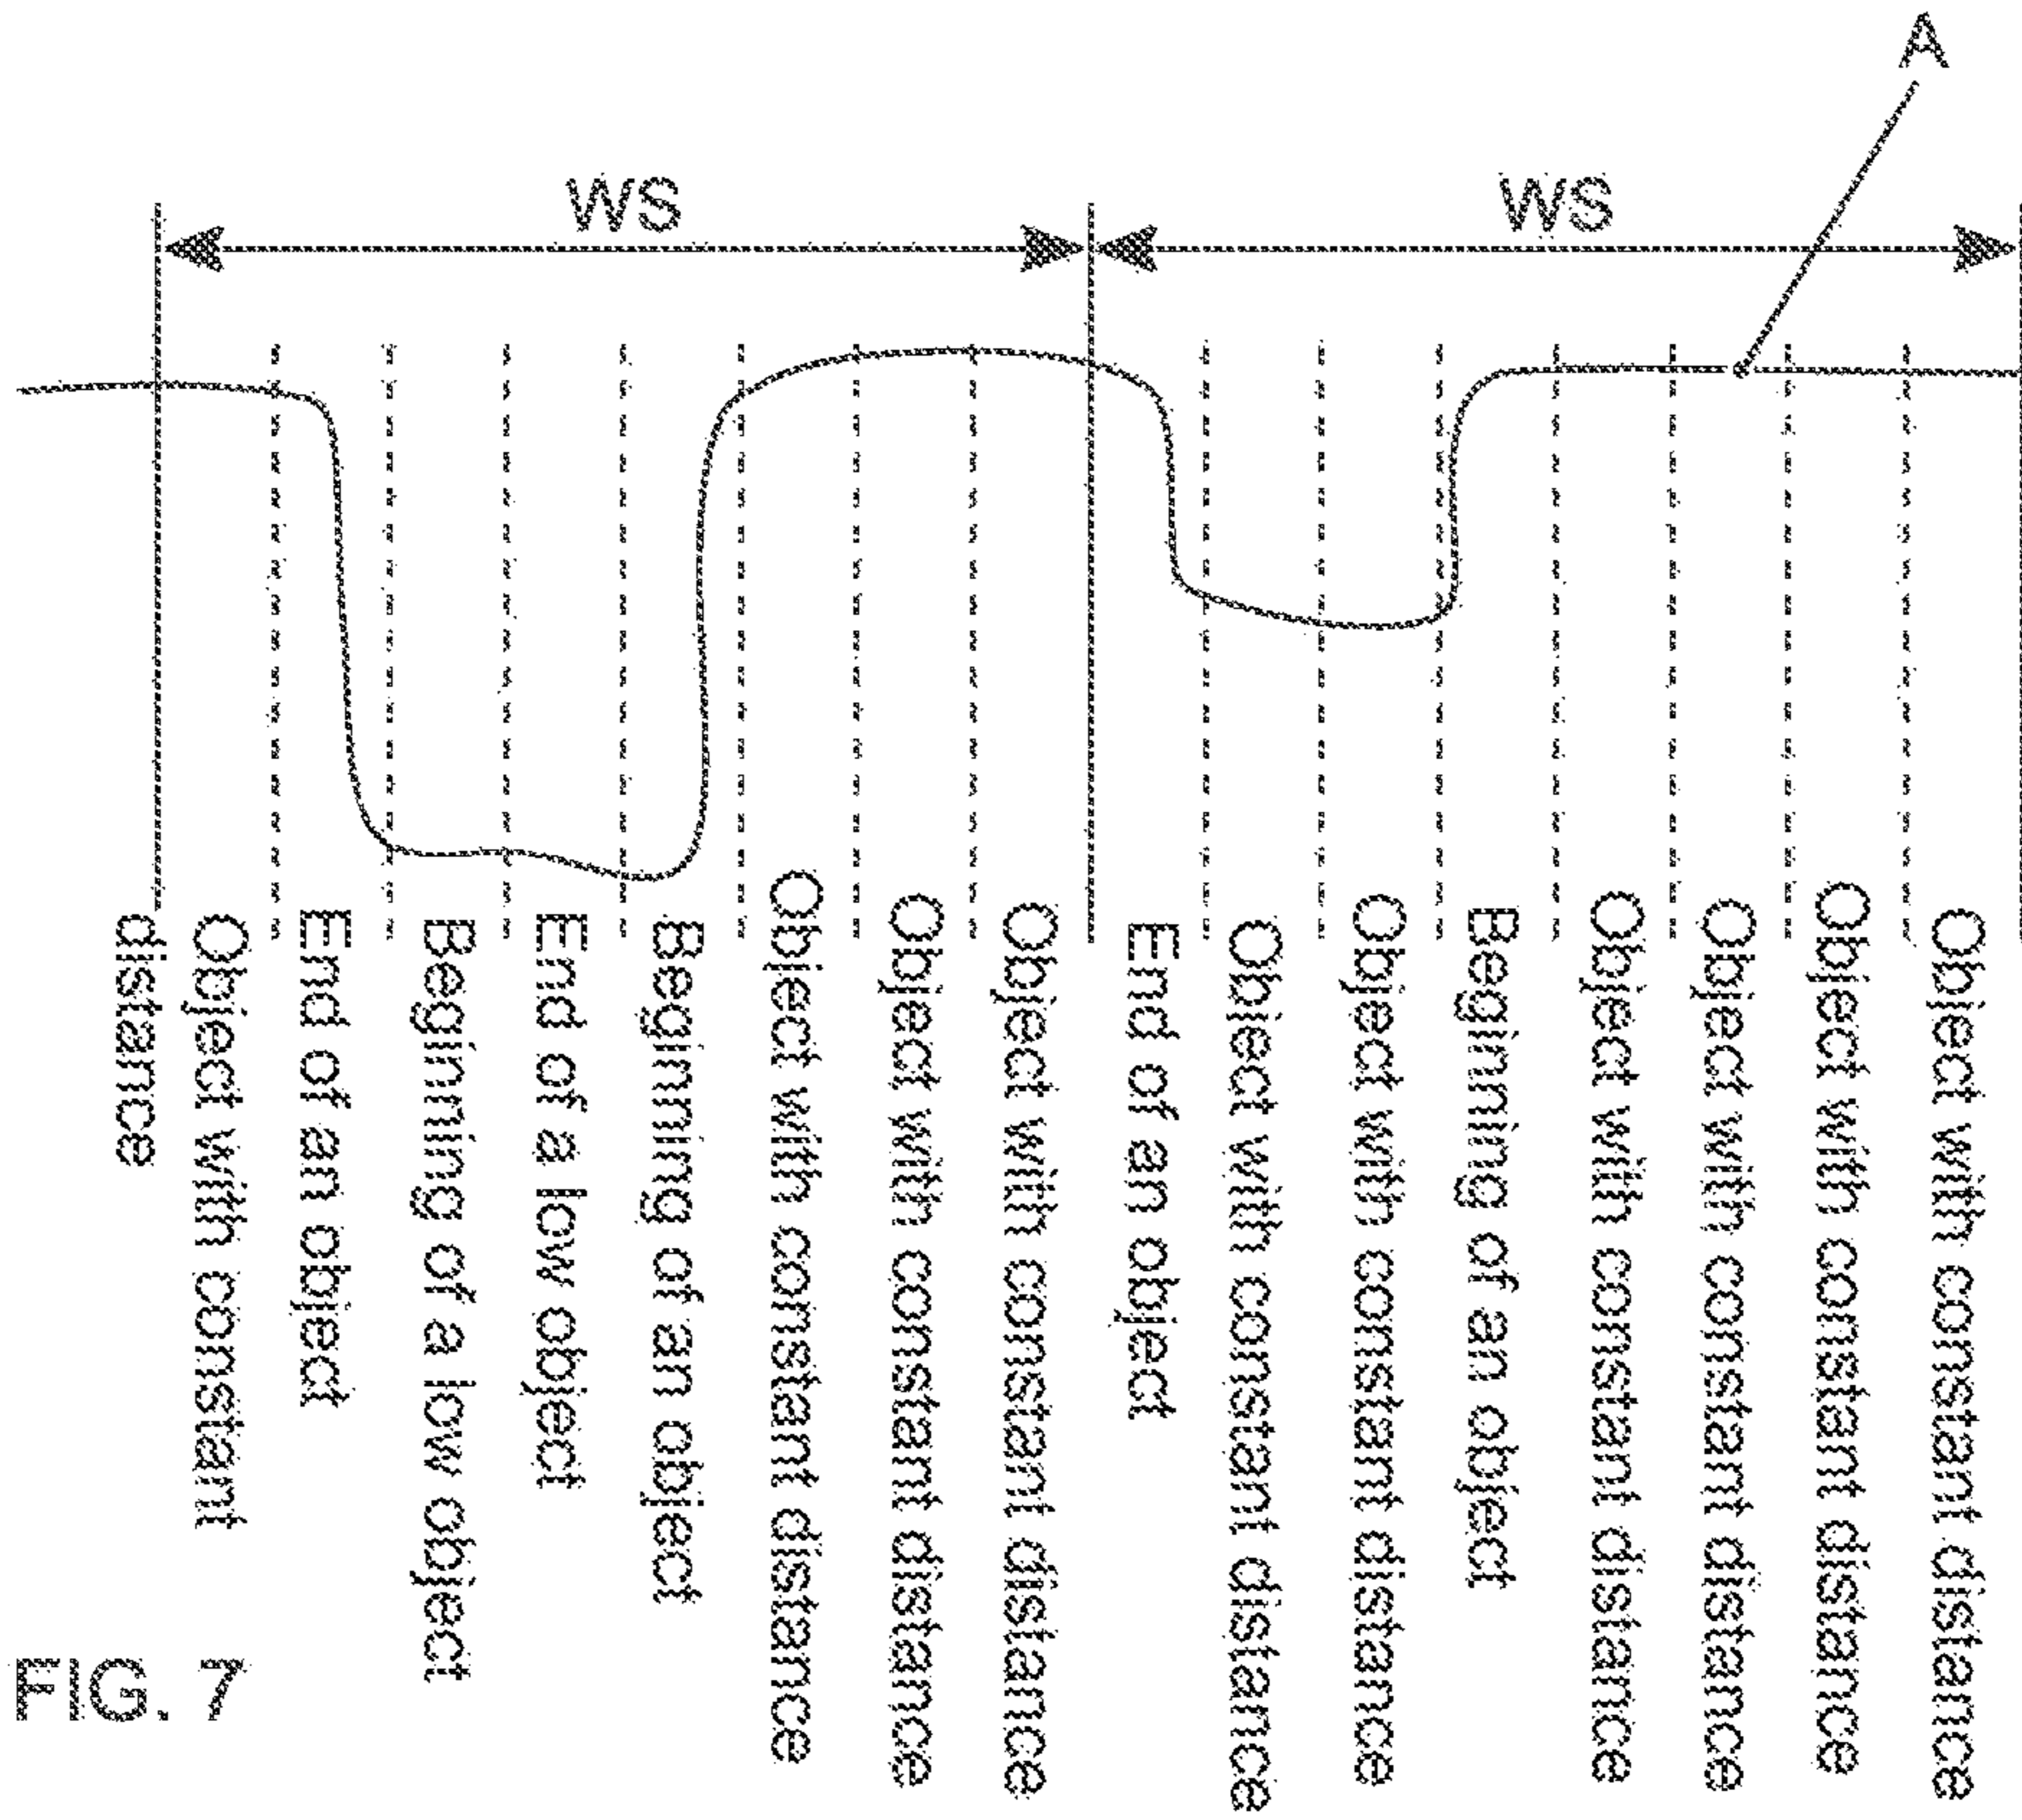 A
WS
WS
Object with constant
distance
End of an object
Begining of a low object
End of a low object
Beginning of an object
Object with constant distance
Object with constant distance
Object with constant distance
End of an object
Object with constant distance
Object with constant distance
Beginning of an object
Object with constant distance
Object with constant distance
Object with constant distance
Object with constant distance
FIG. 7